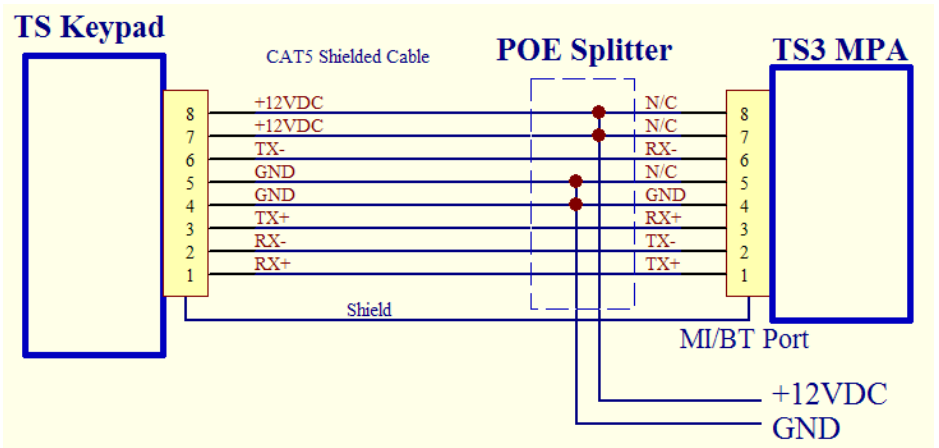 TS Keypad
CAT5 Shielded Cable
POE Splitter
TS3 MPA
8 +12VDC N/C 8
7 +12VDC N/C 7
6 TX- RX- 6
5 GND N/C 5
4 GND GND 4
3 TX+ RX+ 3
2 RX- TX- 2
1 RX+ TX+ 1
Shield
MI/BT Port
+12VDC
GND